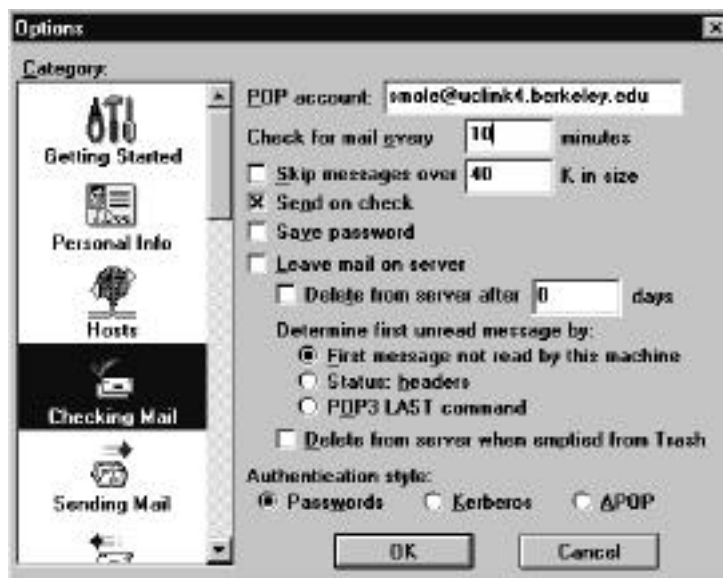 Options
Category:
Getting Started
Personal Info
Hosts
Checking Mail
Sending Mail
POP account: smole@uclink4.berkeley.edu
Check for mail every 10 minutes
Skip messages over 40 K in size
Send on check
Save password
Leave mail on server
Delete from server after 0 days
Determine first unread message by:
First message not read by this machine
Status: headers
POP3 LAST command
Delete from server when emptied from Trash
Authentication style:
Passwords Kerberos APOP
OK Cancel